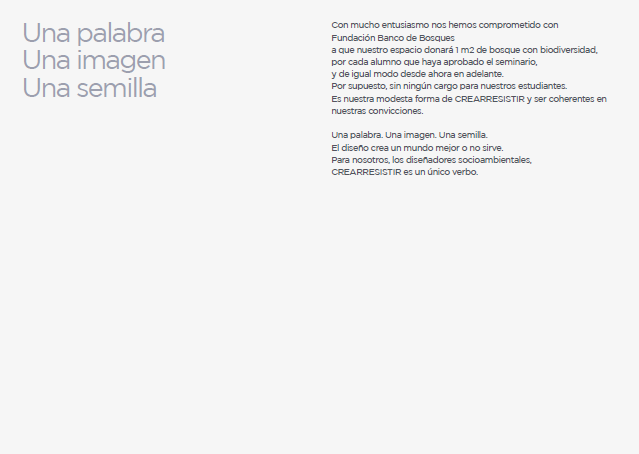 Una palabra
Una imagen
Una semilla
Con mucho entusiasmo nos hemos comprometido con
Fundación Banco de Bosques
a que nuestro espacio donará 1 m2 de bosque con biodiversidad,
por cada alumno que haya aprobado el seminario,
y de igual modo desde ahora en adelante.
Por supuesto, sin ningún cargo para nuestros estudiantes.
Es nuestra modesta forma de CREARRESISTIR y ser coherentes en
nuestras convicciones.
Una palabra. Una imagen. Una semilla.
El diseño crea un mundo mejor o no sirve.
Para nosotros, los diseñadores socioambientales,
CREARRESISTIR es un único verbo.